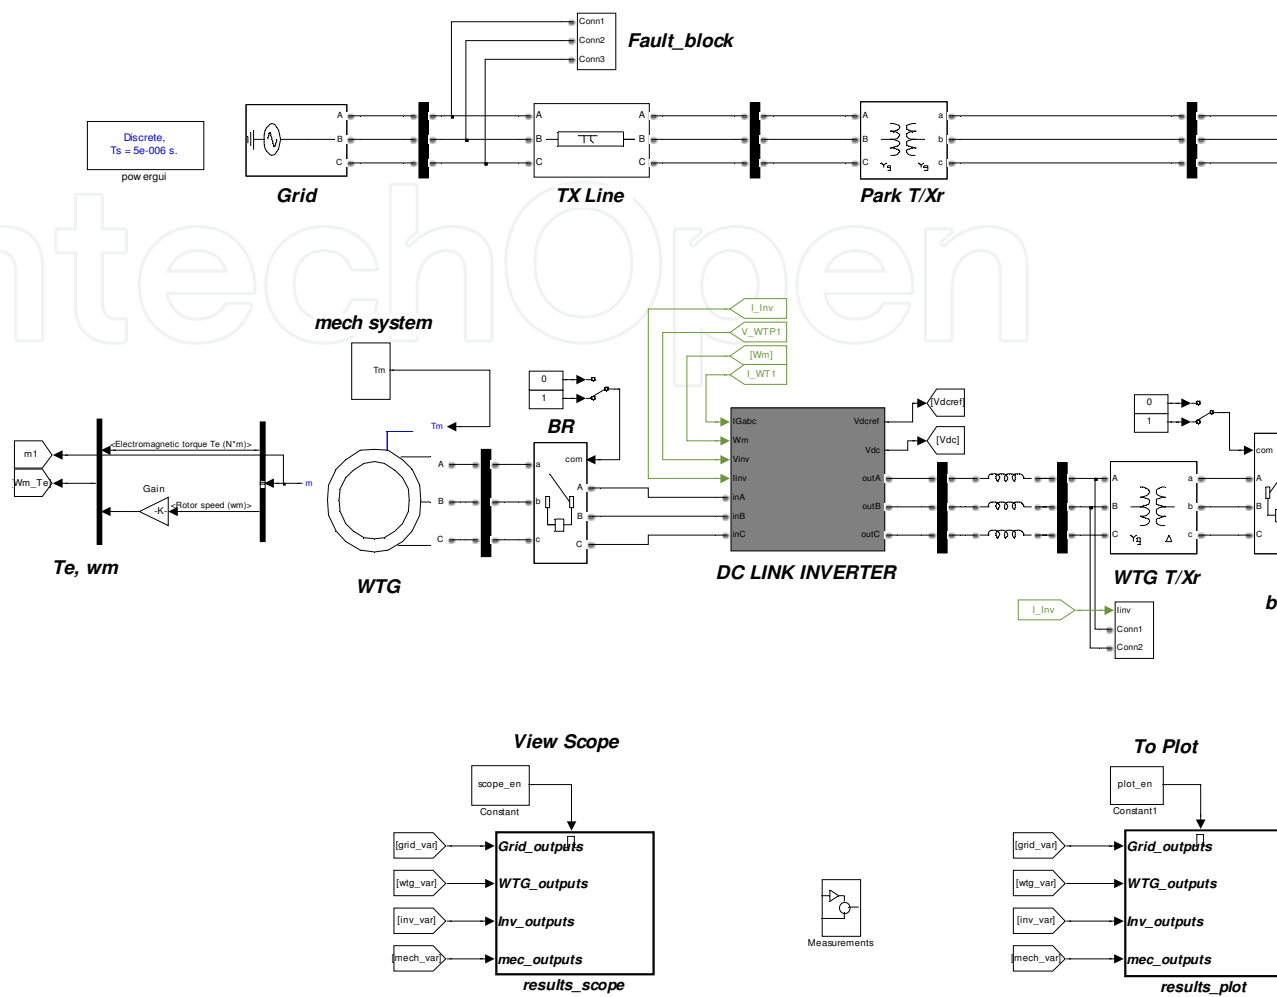 Conn1
Conn2
Conn3
Fault_block
Discrete,
Ts = 5e-006 s.
powergui
A
B
C
Grid
A
B
C
A
B
C
TX Line
A
B
C
Yg
Yg
a
b
c
Park T/Xr
ntechOpen
mech system
Tm
Tm
I_Inv
V_WTP1
[Wm]
I_WT1
0
1
BR
m1
Wm_Te
<Electromagnetic torque Te (N*m)>
Gain
-K-
<Rotor speed (wm)>
m
Te, wm
A
B
C
WTG
com
a
b
c
A
B
C
IGabc
Wm
Vinv
Iinv
inA
inB
inC
Vdcref
Vdc
outA
outB
outC
DC LINK INVERTER
[Vdcref]
[Vdc]
0
1
A
B
C
Yg
Δ
a
b
c
WTG T/Xr
com
A
B
C
b
I_Inv
Iinv
Conn1
Conn2
View Scope
scope_en
Constant
[grid_var]
[wtg_var]
[inv_var]
[mech_var]
Grid_outputs
WTG_outputs
Inv_outputs
mec_outputs
results_scope
Measurements
To Plot
plot_en
Constant1
[grid_var]
[wtg_var]
[inv_var]
[mech_var]
Grid_outputs
WTG_outputs
Inv_outputs
mec_outputs
results_plot